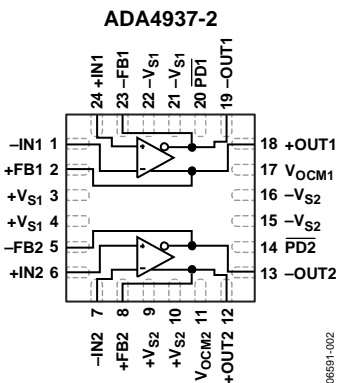 ADA4937-2
24 +IN1
23 –FB1
22 –VS1
21 –VS1
20 PD1
19 –OUT1
–IN1 1
+FB1 2
+VS1 3
+VS1 4
–FB2 5
+IN2 6
18 +OUT1
17 VOCM1
16 –VS2
15 –VS2
14 PD2
13 –OUT2
–IN2 7
+FB2 8
+VS2 9
+VS2 10
VOCM2 11
+OUT2 12
+
–
+
–
06591-002